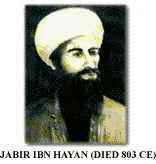 JABIR IBN HAYAN (DIED 803 CE)